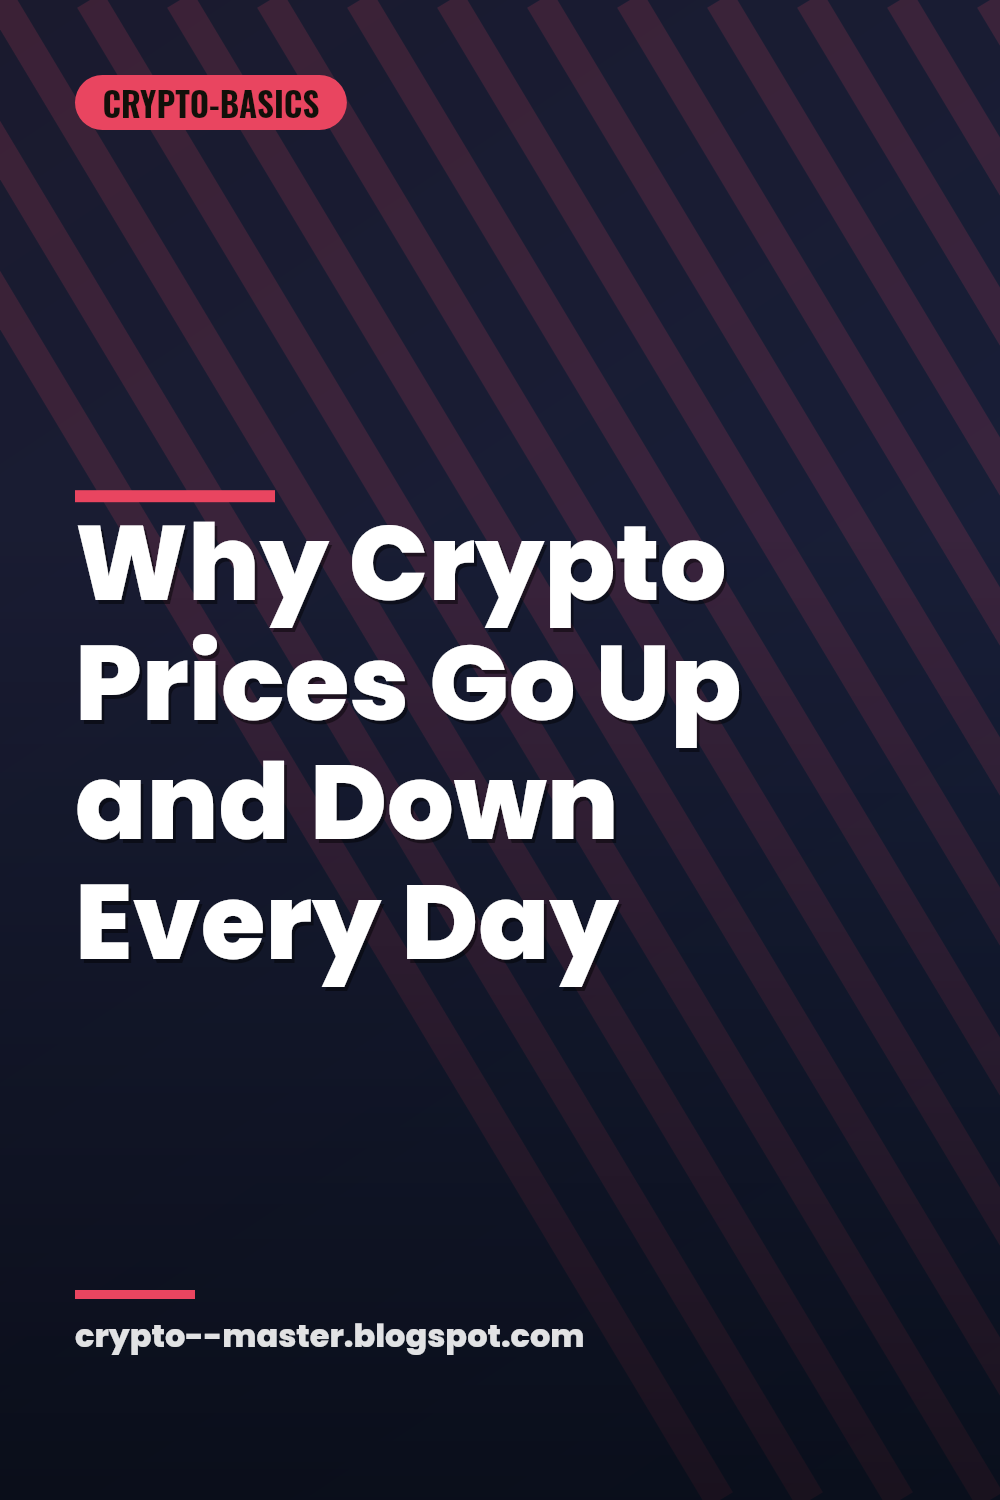 CRYPTO-BASICS
Why Crypto
Prices Go Up
and Down
Every Day
crypto--master.blogspot.com